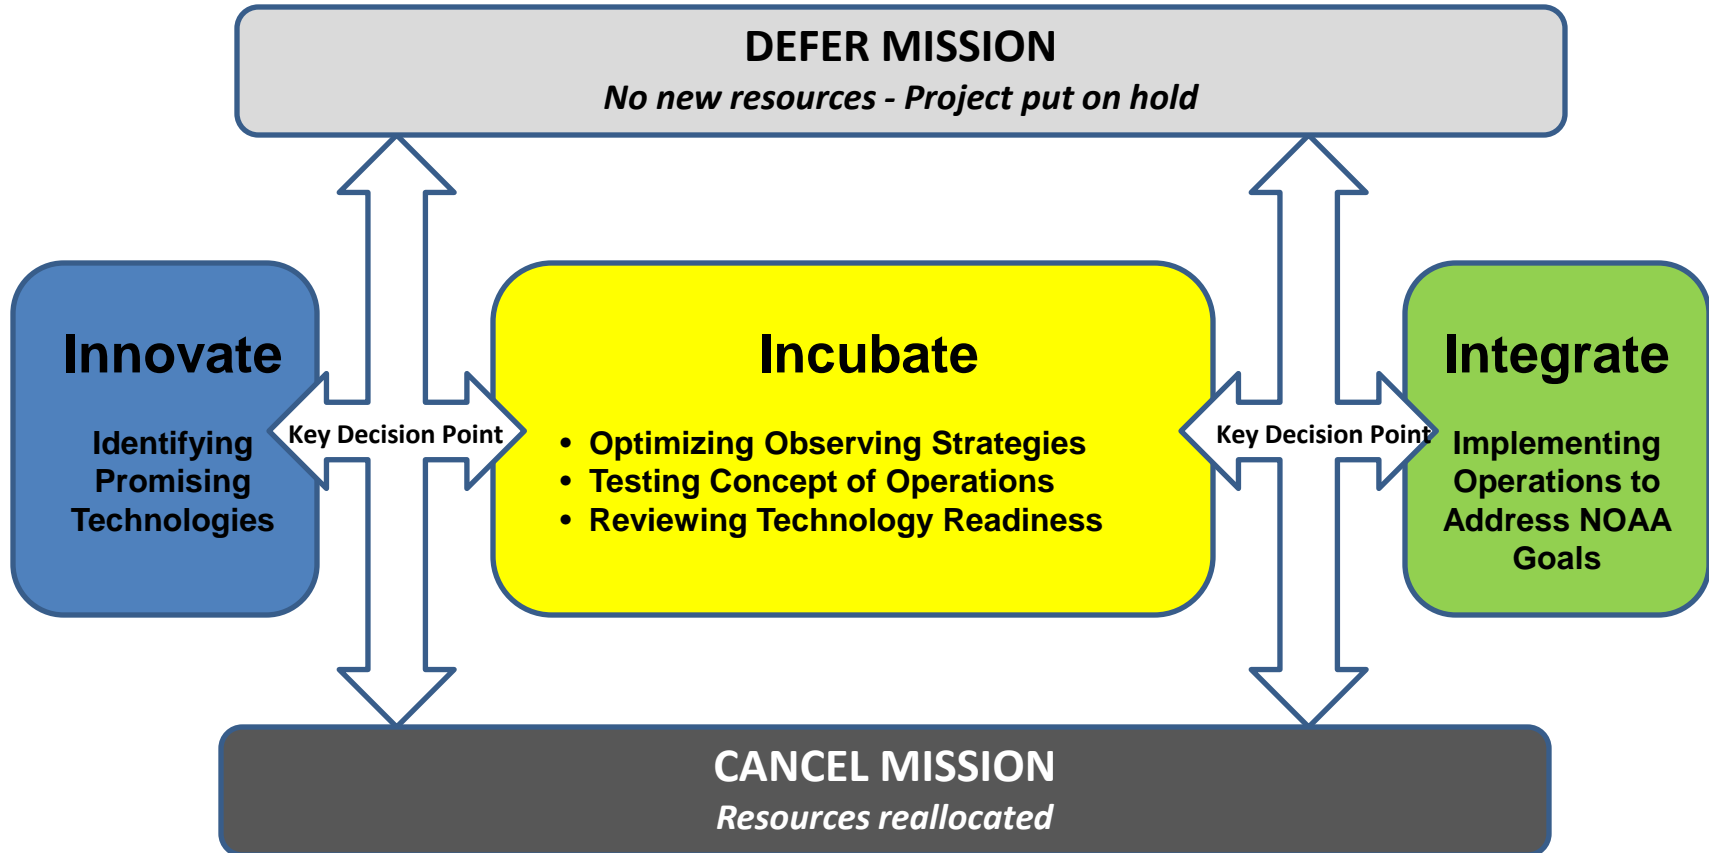 DEFER MISSION
No new resources - Project put on hold
Innovate
Identifying
Promising
Technologies
Key Decision Point
Incubate
• Optimizing Observing Strategies
• Testing Concept of Operations
• Reviewing Technology Readiness
Key Decision Point
Integrate
Implementing
Operations to
Address NOAA
Goals
CANCEL MISSION
Resources reallocated